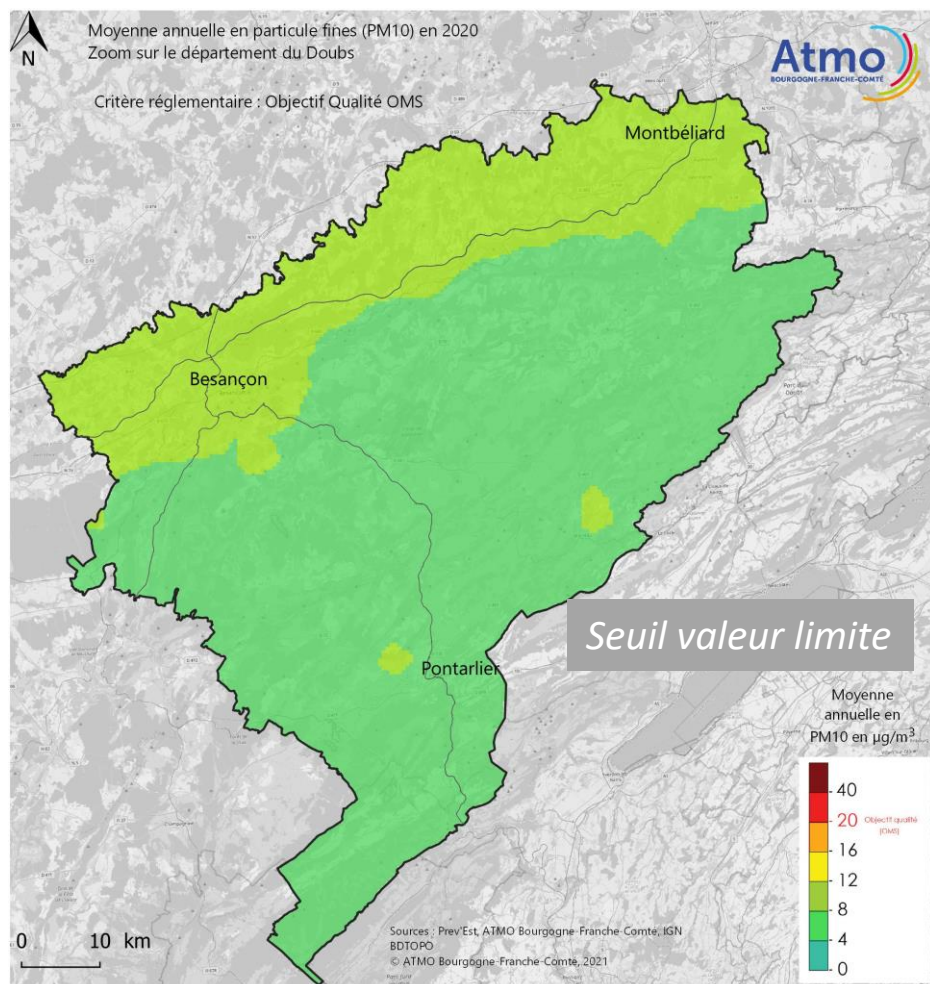 Moyenne annuelle en particule fines (PM10) en 2020
Zoom sur le département du Doubs
Critère réglementaire : Objectif Qualité OMS
N
Atmo
BOURGOGNE-FRANCHE-COMTÉ
Montbéliard
Besançon
Pontarlier
Seuil valeur limite
Moyenne
annuelle en
PM10 en µg/m³
40
20 Objectif qualité
(OMS)
16
12
8
4
0
0 10 km
Sources : Prev'Est, ATMO Bourgogne-Franche-Comte, IGN
BDTOPO
© ATMO Bourgogne-Franche-Comte, 2021